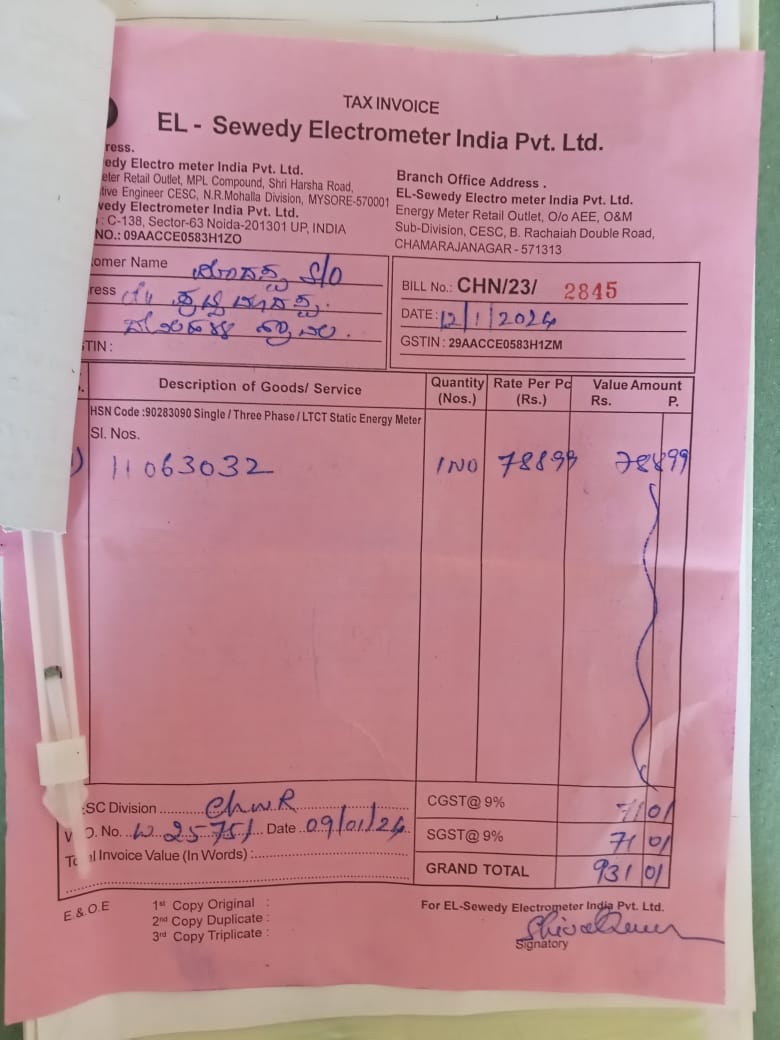 TAX INVOICE
EL - Sewedy Electrometer India Pvt. Ltd.
ress.
edy Electro meter India Pvt. Ltd.
eter Retail Outlet, MPL Compound, Shri Harsha Road,
tive Engineer CESC, N.R.Mohalla Division, MYSORE-570001
wedy Electrometer India Pvt. Ltd.
: C-138, Sector-63 Noida-201301 UP, INDIA
NO.: 09AACCE0583H1ZO
Branch Office Address .
EL-Sewedy Electro meter India Pvt. Ltd.
Energy Meter Retail Outlet, O/o AEE, O&M
Sub-Division, CESC, B. Rachaiah Double Road,
CHAMARAJANAGAR - 571313
omer Name S/O
ress
TIN :
BILL No.: CHN/23/ 2845
DATE: 12/1/2024
GSTIN : 29AACCE0583H1ZM
Description of Goods/ Service Quantity (Nos.) Rate Per Pc (Rs.) Value Amount Rs. P.
HSN Code :90283090 Single / Three Phase / LTCT Static Energy Meter
Sl. Nos.
) 11063032 1 NO 78899 788 99
SC Division Chn R
O. No. W 25751 Date 09/01/24
l Invoice Value (In Words) :
CGST@ 9% 71 01
SGST@ 9% 71 01
GRAND TOTAL 931 01
E.& O.E
1st Copy Original :
2nd Copy Duplicate :
3rd Copy Triplicate :
For EL-Sewedy Electrometer India Pvt. Ltd.
Signatory